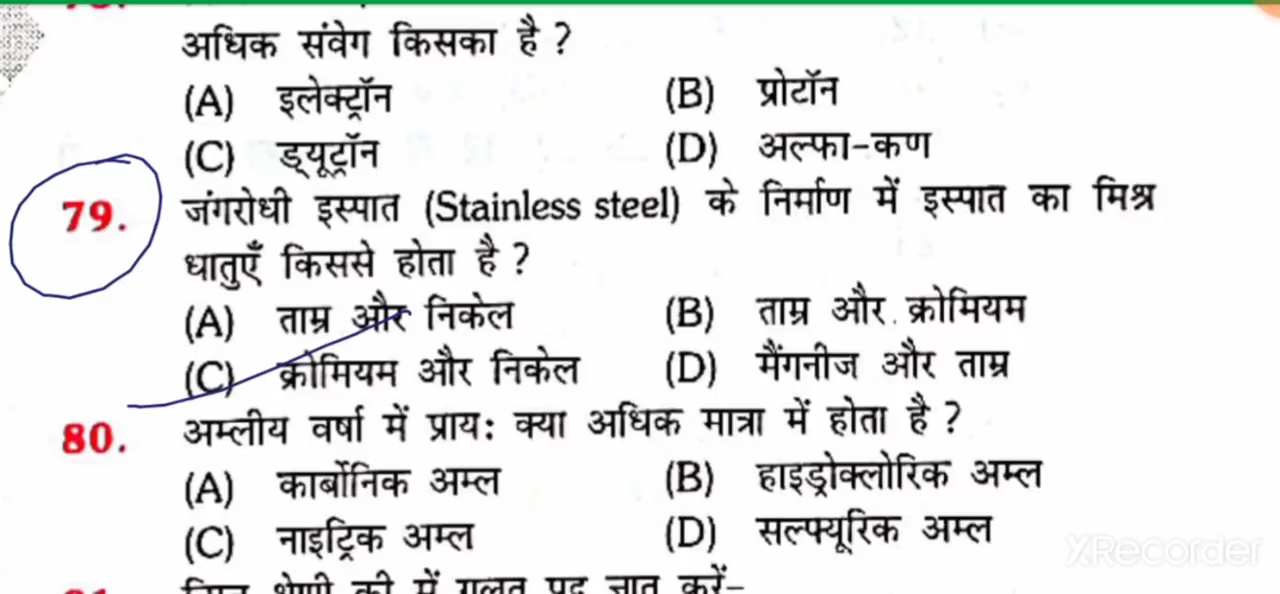 अधिक संवेग किसका है ?
(A) इलेक्ट्रॉन (B) प्रोटॉन
(C) ड्यूट्रॉन (D) अल्फा-कण
79. जंगरोधी इस्पात (Stainless steel) के निर्माण में इस्पात का मिश्र
धातुएँ किससे होता है ?
(A) ताम्र और निकेल (B) ताम्र और क्रोमियम
(C) क्रोमियम और निकेल (D) मैंगनीज और ताम्र
80. अम्लीय वर्षा में प्रायः क्या अधिक मात्रा में होता है ?
(A) कार्बोनिक अम्ल (B) हाइड्रोक्लोरिक अम्ल
(C) नाइट्रिक अम्ल (D) सल्फ्यूरिक अम्ल
XRecorder